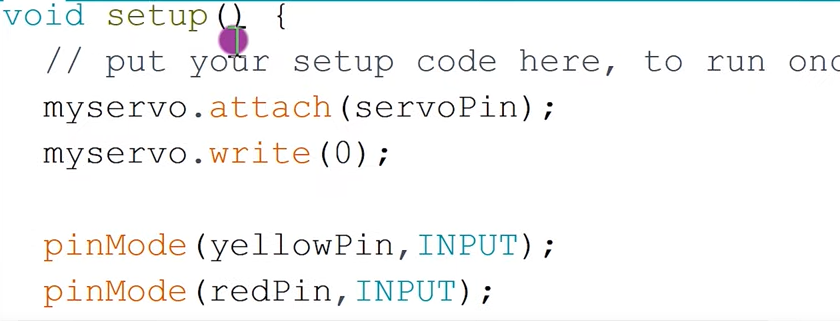 void setup() {
// put your setup code here, to run
myservo.attach(servoPin);
myservo.write(0);
pinMode(yellowPin,INPUT);
pinMode(redPin,INPUT);